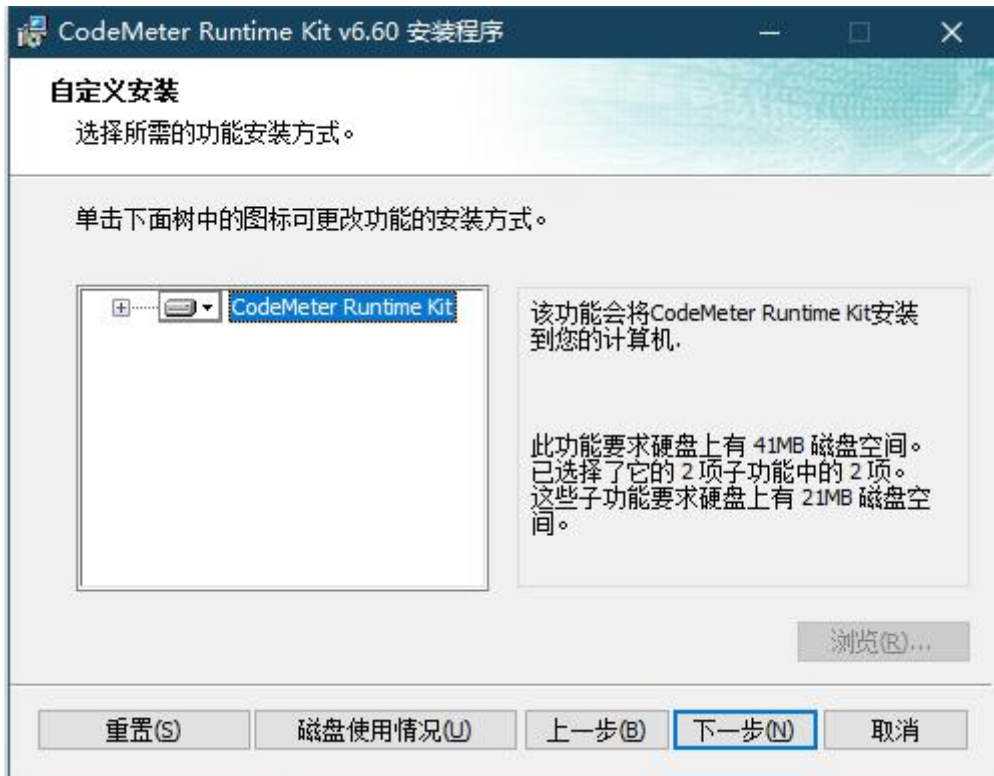 CodeMeter Runtime Kit v6.60 安装程序
自定义安装
选择所需的功能安装方式。
单击下面树中的图标可更改功能的安装方式。
CodeMeter Runtime Kit
该功能会将CodeMeter Runtime Kit安装
到您的计算机.
此功能要求硬盘上有 41MB 磁盘空间。
已选择了它的 2 项子功能中的 2 项。
这些子功能要求硬盘上有 21MB 磁盘空
间。
浏览(R)...
重置(S) 磁盘使用情况(U) 上一步(B) 下一步(N) 取消